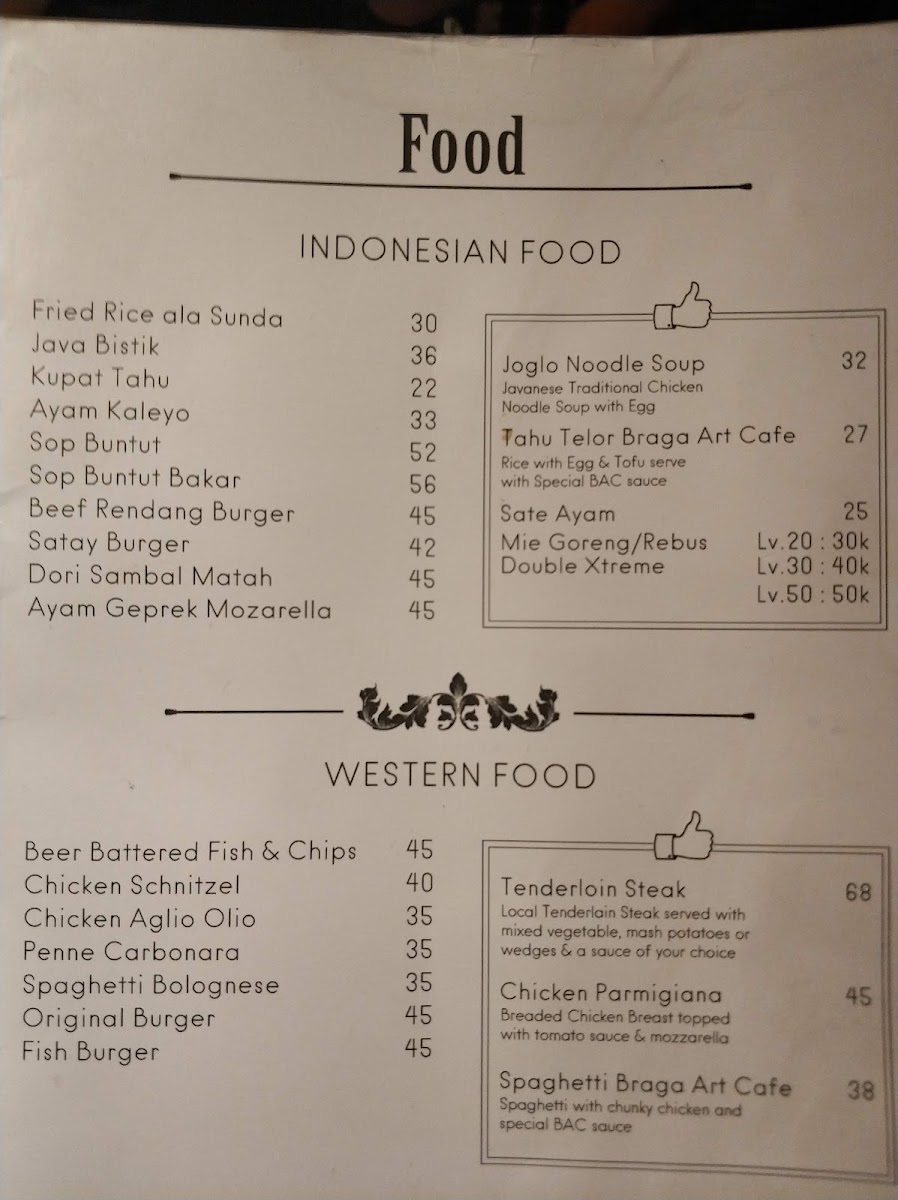 Food
INDONESIAN FOOD
Fried Rice ala Sunda 30
Java Bistik 36
Kupat Tahu 22
Ayam Kaleyo 33
Sop Buntut 52
Sop Buntut Bakar 56
Beef Rendang Burger 45
Satay Burger 42
Dori Sambal Matah 45
Ayam Geprek Mozarella 45
Joglo Noodle Soup 32
Javanese Traditional Chicken
Noodle Soup with Egg
Tahu Telor Braga Art Cafe 27
Rice with Egg & Tofu serve
with Special BAC sauce
Sate Ayam 25
Mie Goreng/Rebus Lv.20 : 30k
Double Xtreme Lv.30 : 40k
Lv.50 : 50k
WESTERN FOOD
Beer Battered Fish & Chips 45
Chicken Schnitzel 40
Chicken Aglio Olio 35
Penne Carbonara 35
Spaghetti Bolognese 35
Original Burger 45
Fish Burger 45
Tenderloin Steak 68
Local Tenderlain Steak served with
mixed vegetable, mash potatoes or
wedges & a sauce of your choice
Chicken Parmigiana 45
Breaded Chicken Breast topped
with tomato sauce & mozzarella
Spaghetti Braga Art Cafe 38
Spaghetti with chunky chicken and
special BAC sauce